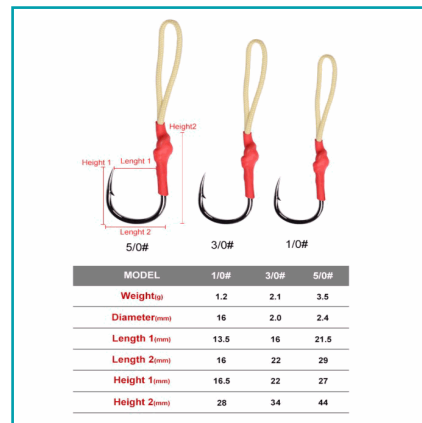 Height2
Height 1
Lenght 1
Lenght 2
5/0#
3/0#
1/0#
MODEL 1/0# 3/0# 5/0#
Weight(g) 1.2 2.1 3.5
Diameter(mm) 16 2.0 2.4
Length 1(mm) 13.5 16 21.5
Length 2(mm) 16 22 29
Height 1(mm) 16.5 22 27
Height 2(mm) 28 34 44